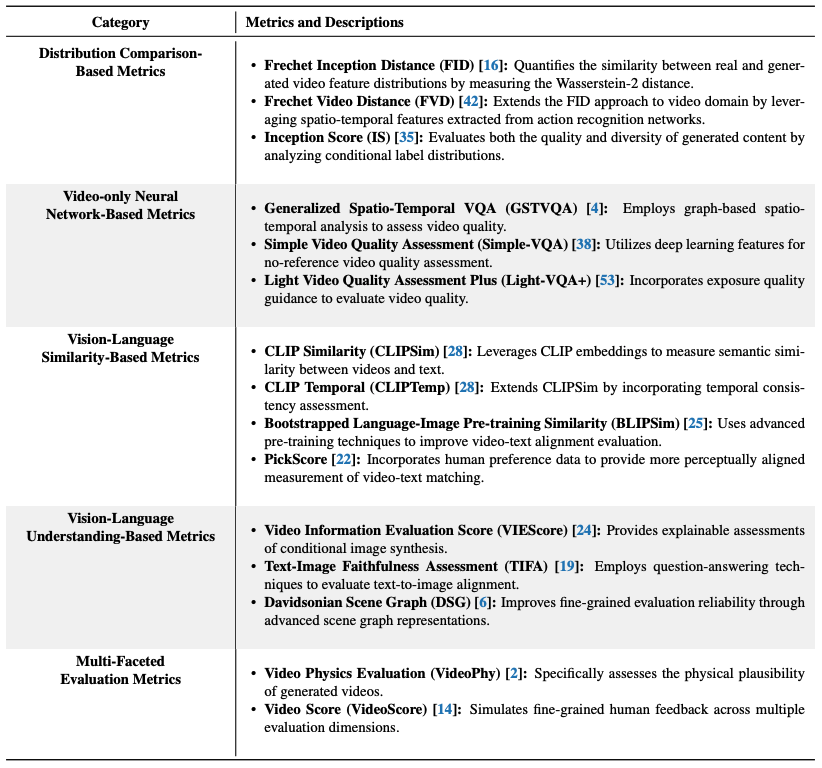 Category
Metrics and Descriptions
Distribution Comparison-
Based Metrics
• Frechet Inception Distance (FID) [16]: Quantifies the similarity between real and gener-
ated video feature distributions by measuring the Wasserstein-2 distance.
• Frechet Video Distance (FVD) [42]: Extends the FID approach to video domain by lever-
aging spatio-temporal features extracted from action recognition networks.
• Inception Score (IS) [35]: Evaluates both the quality and diversity of generated content by
analyzing conditional label distributions.
Video-only Neural
Network-Based Metrics
• Generalized Spatio-Temporal VQA (GSTVQA) [4]: Employs graph-based spatio-
temporal analysis to assess video quality.
• Simple Video Quality Assessment (Simple-VQA) [38]: Utilizes deep learning features for
no-reference video quality assessment.
• Light Video Quality Assessment Plus (Light-VQA+) [53]: Incorporates exposure quality
guidance to evaluate video quality.
Vision-Language
Similarity-Based Metrics
• CLIP Similarity (CLIPSim) [28]: Leverages CLIP embeddings to measure semantic simi-
larity between videos and text.
• CLIP Temporal (CLIPTemp) [28]: Extends CLIPSim by incorporating temporal consis-
tency assessment.
• Bootstrapped Language-Image Pre-training Similarity (BLIPSim) [25]: Uses advanced
pre-training techniques to improve video-text alignment evaluation.
• PickScore [22]: Incorporates human preference data to provide more perceptually aligned
measurement of video-text matching.
Vision-Language
Understanding-Based Metrics
• Video Information Evaluation Score (VIEScore) [24]: Provides explainable assessments
of conditional image synthesis.
• Text-Image Faithfulness Assessment (TIFA) [19]: Employs question-answering tech-
niques to evaluate text-to-image alignment.
• Davidsonian Scene Graph (DSG) [6]: Improves fine-grained evaluation reliability through
advanced scene graph representations.
Multi-Faceted
Evaluation Metrics
• Video Physics Evaluation (VideoPhy) [2]: Specifically assesses the physical plausibility
of generated videos.
• Video Score (VideoScore) [14]: Simulates fine-grained human feedback across multiple
evaluation dimensions.